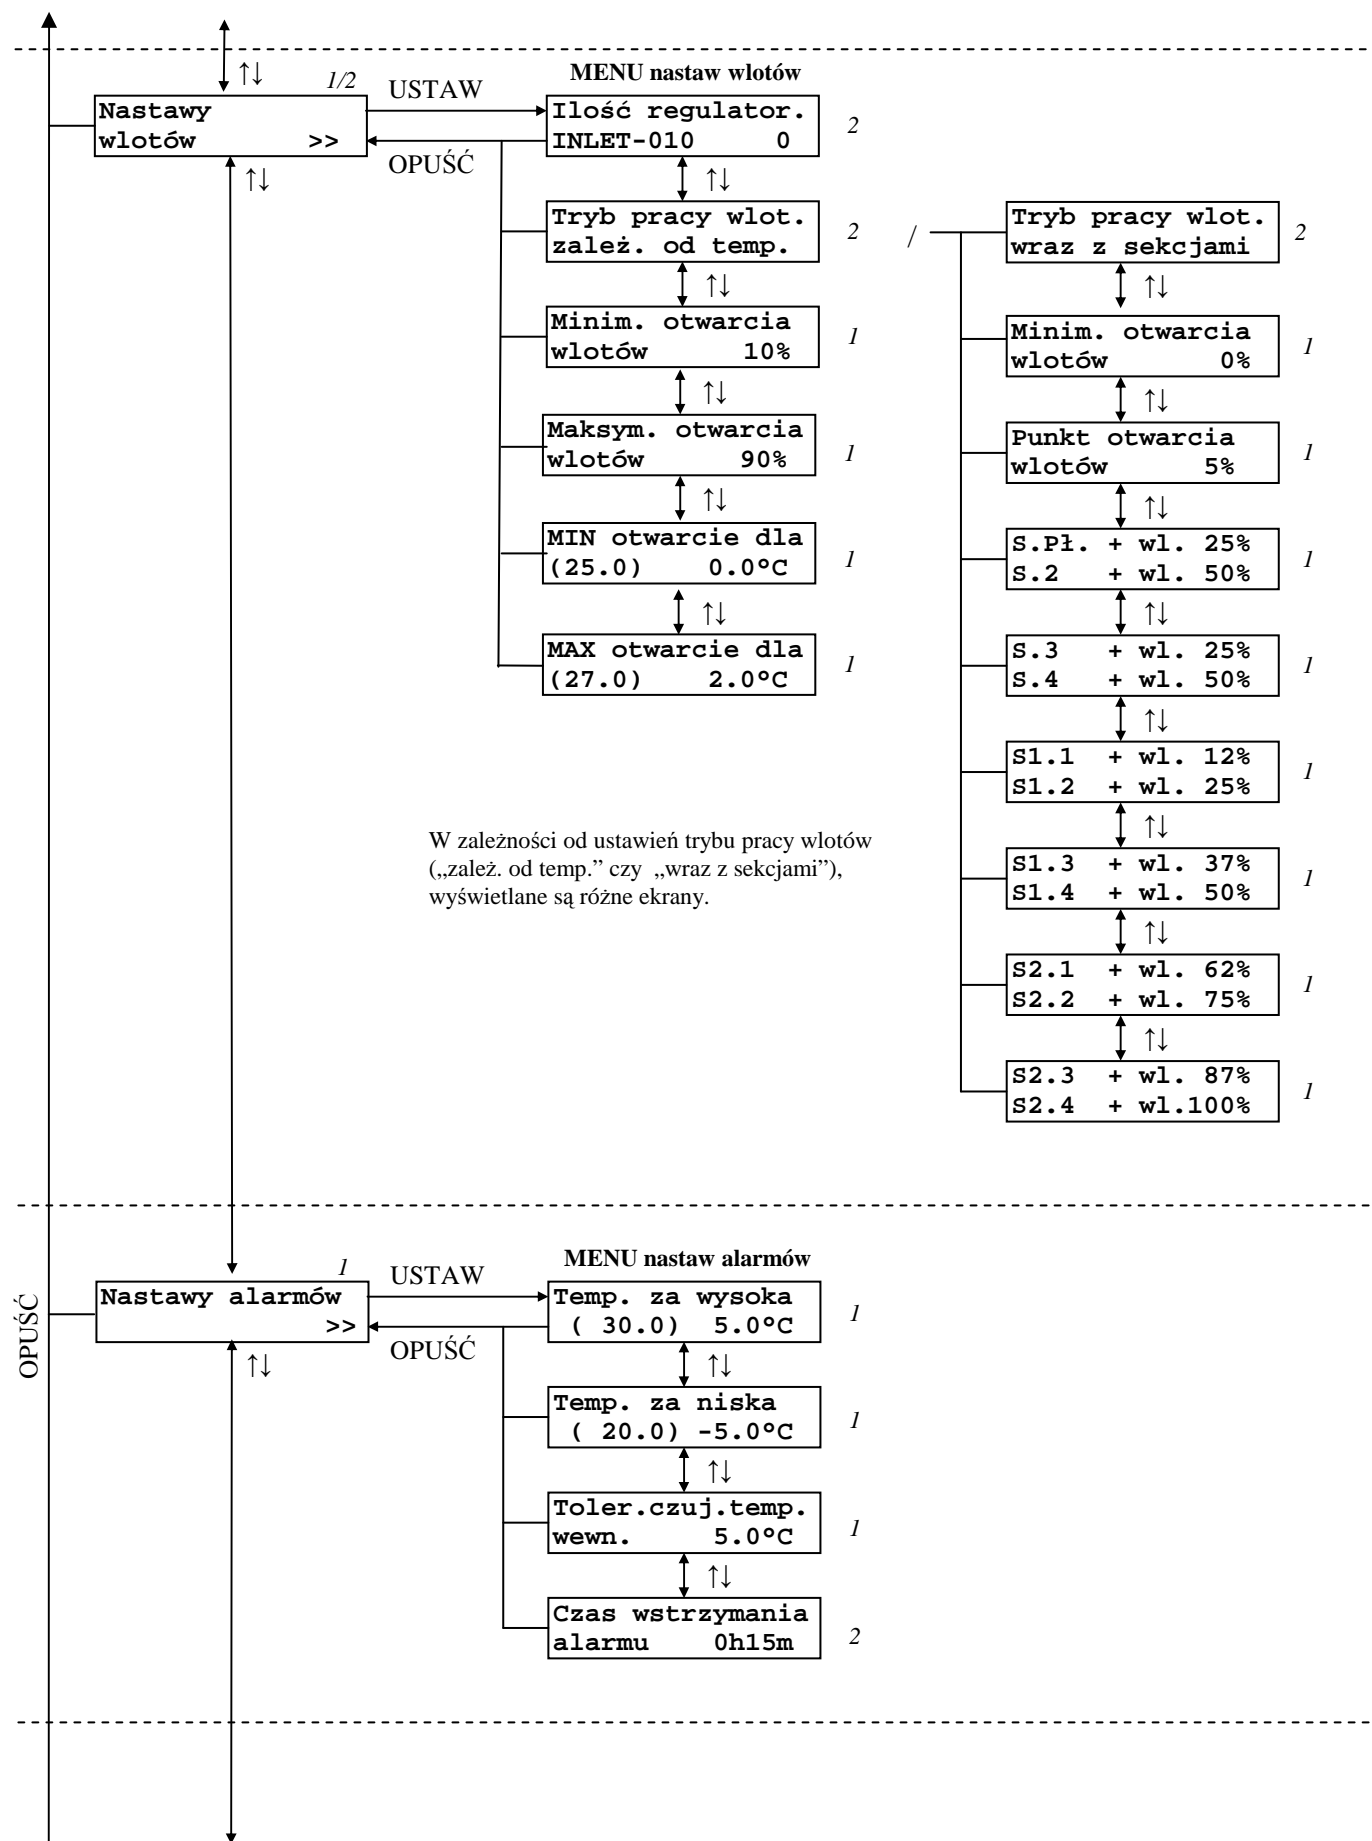 ↑↓
1/2
USTAW
MENU nastaw wlotów
Nastawy
wlotów >>
OPUŚĆ
↑↓
Ilość regulator.
INLET-010 0
2
↑↓
Tryb pracy wlot.
zależ. od temp.
2
↑↓
Minim. otwarcia
wlotów 10%
1
↑↓
Maksym. otwarcia
wlotów 90%
1
↑↓
MIN otwarcie dla
(25.0) 0.0°C
1
↑↓
MAX otwarcie dla
(27.0) 2.0°C
1
/
Tryb pracy wlot.
wraz z sekcjami
2
↑↓
Minim. otwarcia
wlotów 0%
1
↑↓
Punkt otwarcia
wlotów 5%
1
↑↓
S.Pł. + wl. 25%
S.2 + wl. 50%
1
↑↓
S.3 + wl. 25%
S.4 + wl. 50%
1
↑↓
S1.1 + wl. 12%
S1.2 + wl. 25%
1
↑↓
S1.3 + wl. 37%
S1.4 + wl. 50%
1
↑↓
S2.1 + wl. 62%
S2.2 + wl. 75%
1
↑↓
S2.3 + wl. 87%
S2.4 + wl.100%
1
W zależności od ustawień trybu pracy wlotów
(„zależ. od temp.” czy „wraz z sekcjami”),
wyświetlane są różne ekrany.
OPUŚĆ
1
USTAW
MENU nastaw alarmów
Nastawy alarmów
>>
OPUŚĆ
↑↓
Temp. za wysoka
( 30.0) 5.0°C
1
↑↓
Temp. za niska
( 20.0) -5.0°C
1
↑↓
Toler.czuj.temp.
wewn. 5.0°C
1
↑↓
Czas wstrzymania
alarmu 0h15m
2